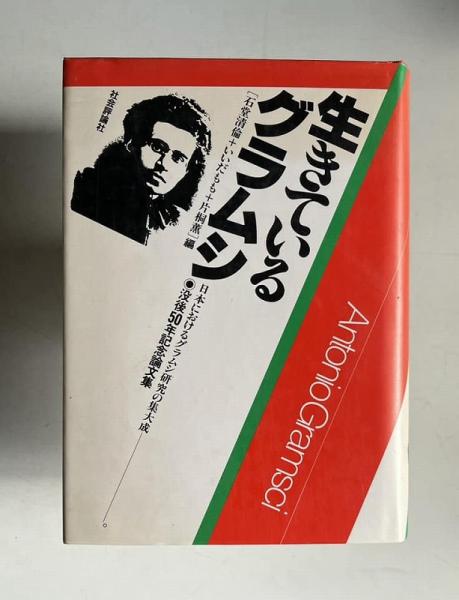 生きている
グラムシ
[石堂清倫+いいだもも+片桐薫]編
日本におけるグラムシ研究の集大成——。
●没後50年記念論文集
社会評論社
Antonio Gramsci